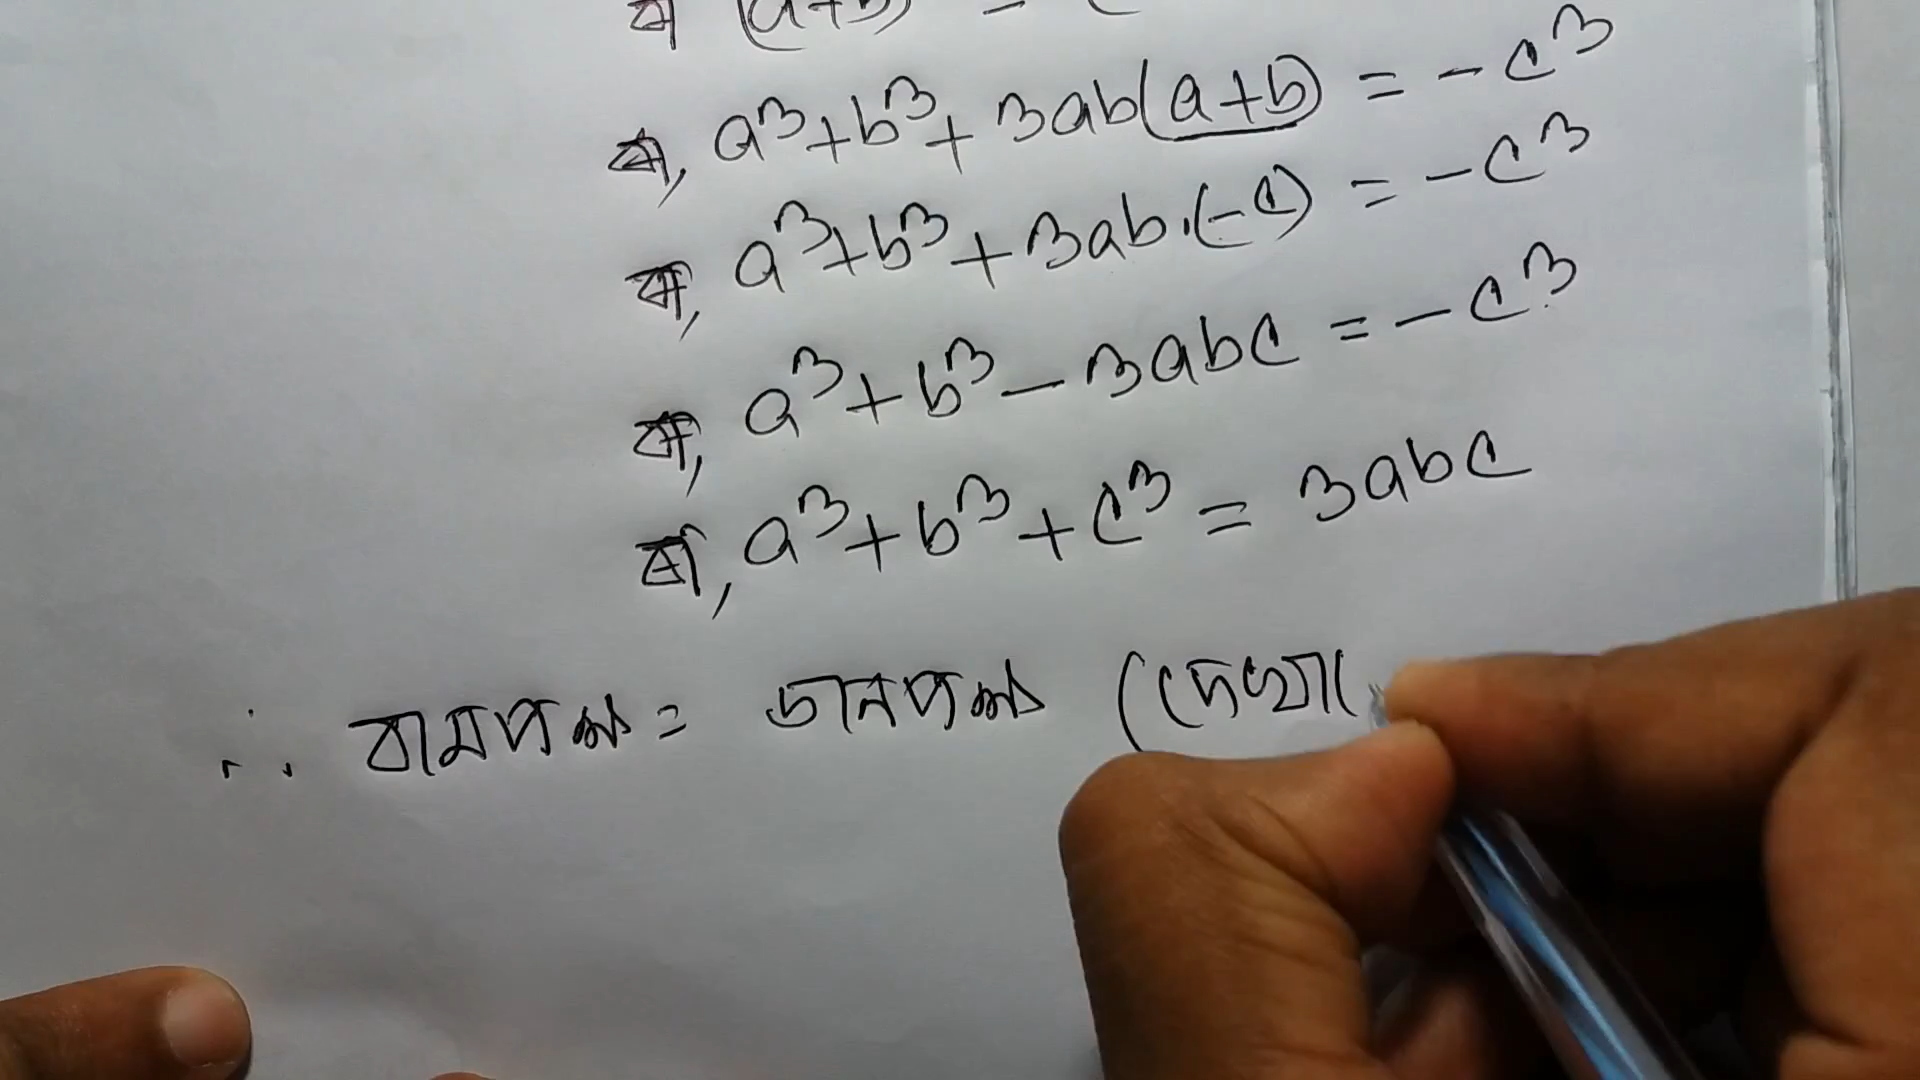 বা (a+b)
বা, a³+b³+3ab(a+b) = -c³
বা, a³+b³+3ab.(-c) = -c³
বা, a³+b³-3abc = -c³
বা, a³+b³+c³ = 3abc
∴ বামপক্ষ = ডানপক্ষ (দেখা